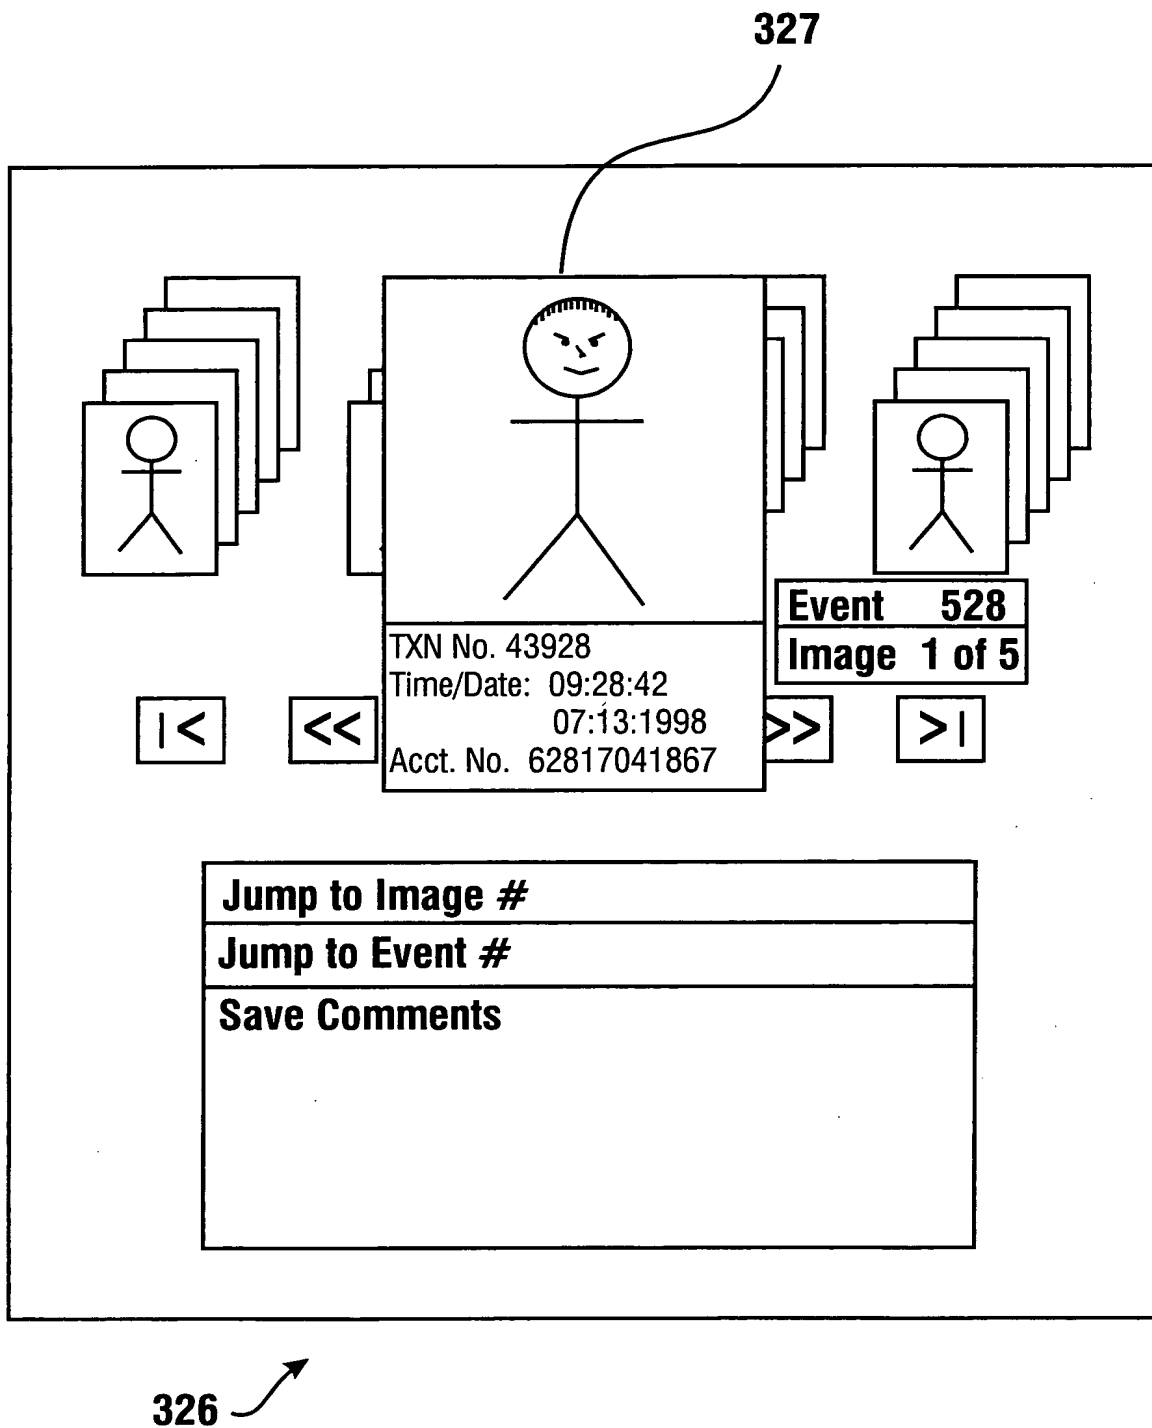 327
Event 528
Image 1 of 5
TXN No. 43928
Time/Date: 09:28:42
07:13:1998
Acct. No. 62817041867
|< << >> >|
Jump to Image #
Jump to Event #
Save Comments
326